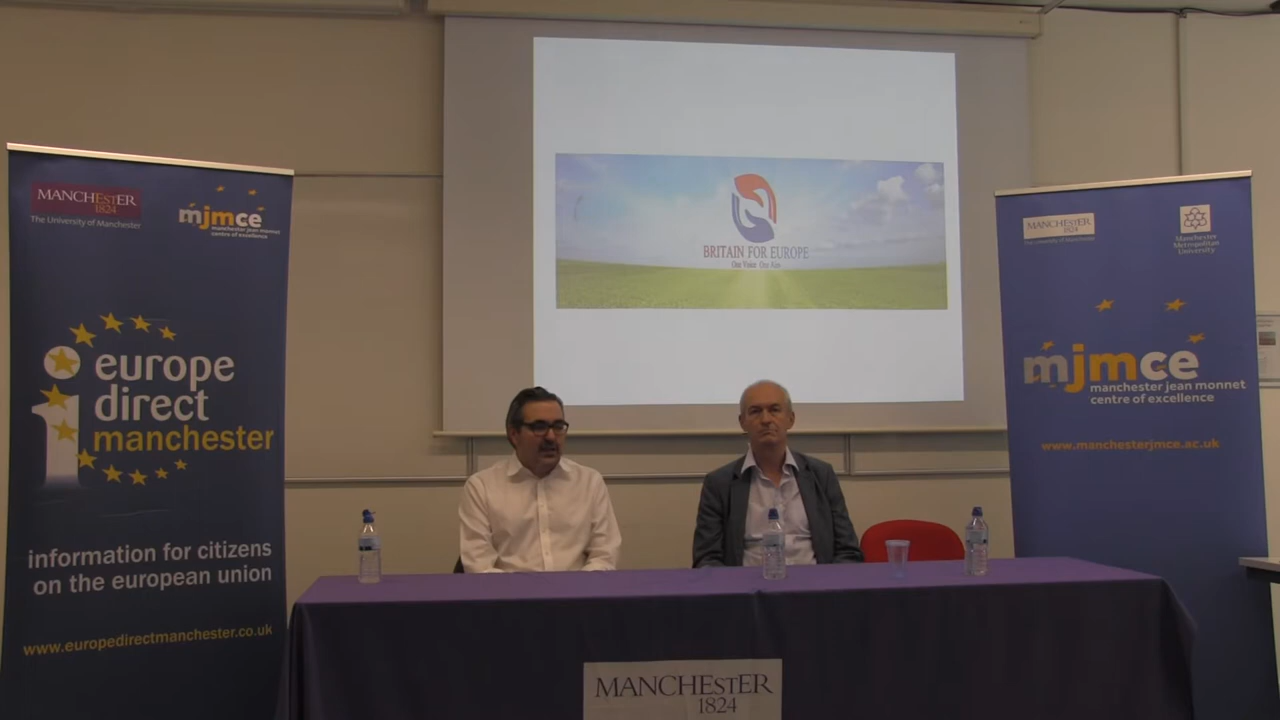 MANCHEstER
1824
The University of Manchester
mjmce
manchester jean monnet
centre of excellence
i
europe
direct
manchester
information for citizens
on the european union
www.europedirectmanchester.co.uk
BRITAIN FOR EUROPE
One Voice One Aim
MANCHEstER
1824
The University of Manchester
Manchester
Metropolitan
University
mjmce
manchester jean monnet
centre of excellence
www.manchesterjmce.ac.uk
MANCHEstER
1824